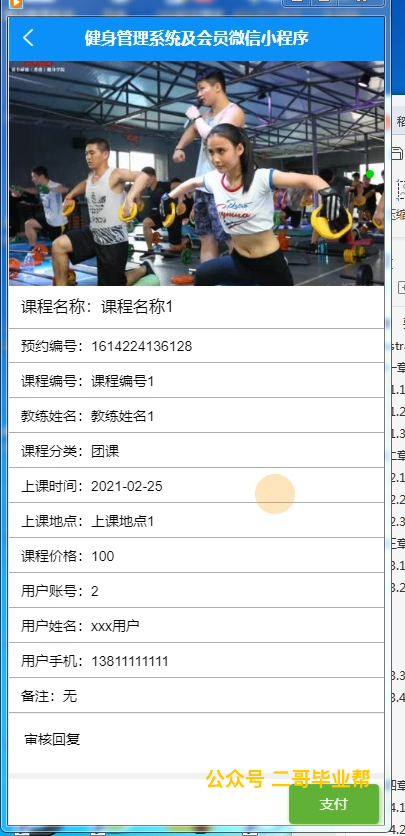 健身管理系统及会员微信小程序
课程名称：课程名称1
预约编号：1614224136128
课程编号：课程编号1
教练姓名：教练姓名1
课程分类：团课
上课时间：2021-02-25
上课地点：上课地点1
课程价格：100
用户账号：2
用户姓名：xxx用户
用户手机：13811111111
备注：无
审核回复
公众号 二哥毕业帮
支付